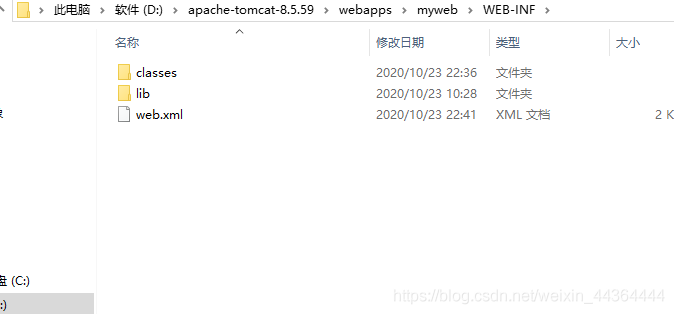 此电脑 > 软件 (D:) > apache-tomcat-8.5.59 > webapps > myweb > WEB-INF >
名称 修改日期 类型 大小
classes 2020/10/23 22:36 文件夹
lib 2020/10/23 10:28 文件夹
web.xml 2020/10/23 22:41 XML 文档 2 K
盘 (C:)
:)
https://blog.csdn.net/weixin_44364444